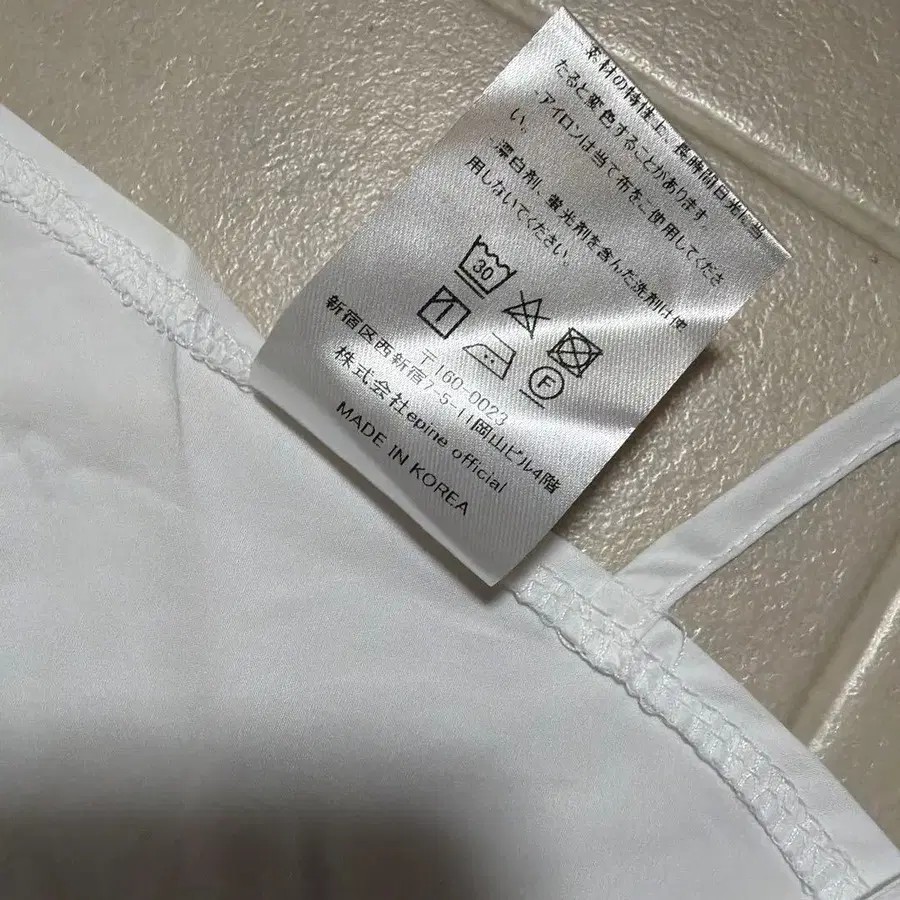 素材の特性上、長時間日光に当
たると変色することがあります。
、アイロンは当て布をご使用してくださ
い。
、漂白剤、蛍光剤を含んだ洗剤は使
用しないでください。
30
F
〒160-0023
新宿区西新宿7-5-11岡山ビル4階
株式会社epine official
MADE IN KOREA